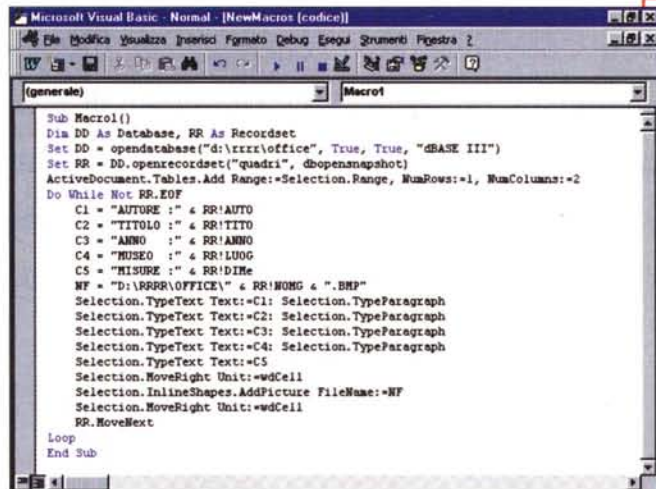 Microsoft Visual Basic - Normal - [NewMacros (codice)]
File Modifica Visualizza Inserisci Formato Debug Esegui Strumenti Finestra ?
(generale) Macro1
Sub Macro1()
Dim DD As Database, RR As Recordset
Set DD = opendatabase("d:\rrrr\office", True, True, "dBASE III")
Set RR = DD.openrecordset("quadri", dbopensnapshot)
ActiveDocument.Tables.Add Range:=Selection.Range, NumRows:=1, NumColumns:=2
Do While Not RR.EOF
C1 = "AUTORE :" & RR!AUTO
C2 = "TITOLO :" & RR!TITO
C3 = "ANNO   :" & RR!ANNO
C4 = "MUSEO  :" & RR!LUOG
C5 = "MISURE :" & RR!DIMe
NF = "D:\RRRR\OFFICE\" & RR!NOMG & ".BMP"
Selection.TypeText Text:=C1: Selection.TypeParagraph
Selection.TypeText Text:=C2: Selection.TypeParagraph
Selection.TypeText Text:=C3: Selection.TypeParagraph
Selection.TypeText Text:=C4: Selection.TypeParagraph
Selection.TypeText Text:=C5
Selection.MoveRight Unit:=wdCell
Selection.InlineShapes.AddPicture FileName:=NF
Selection.MoveRight Unit:=wdCell
RR.MoveNext
Loop
End Sub